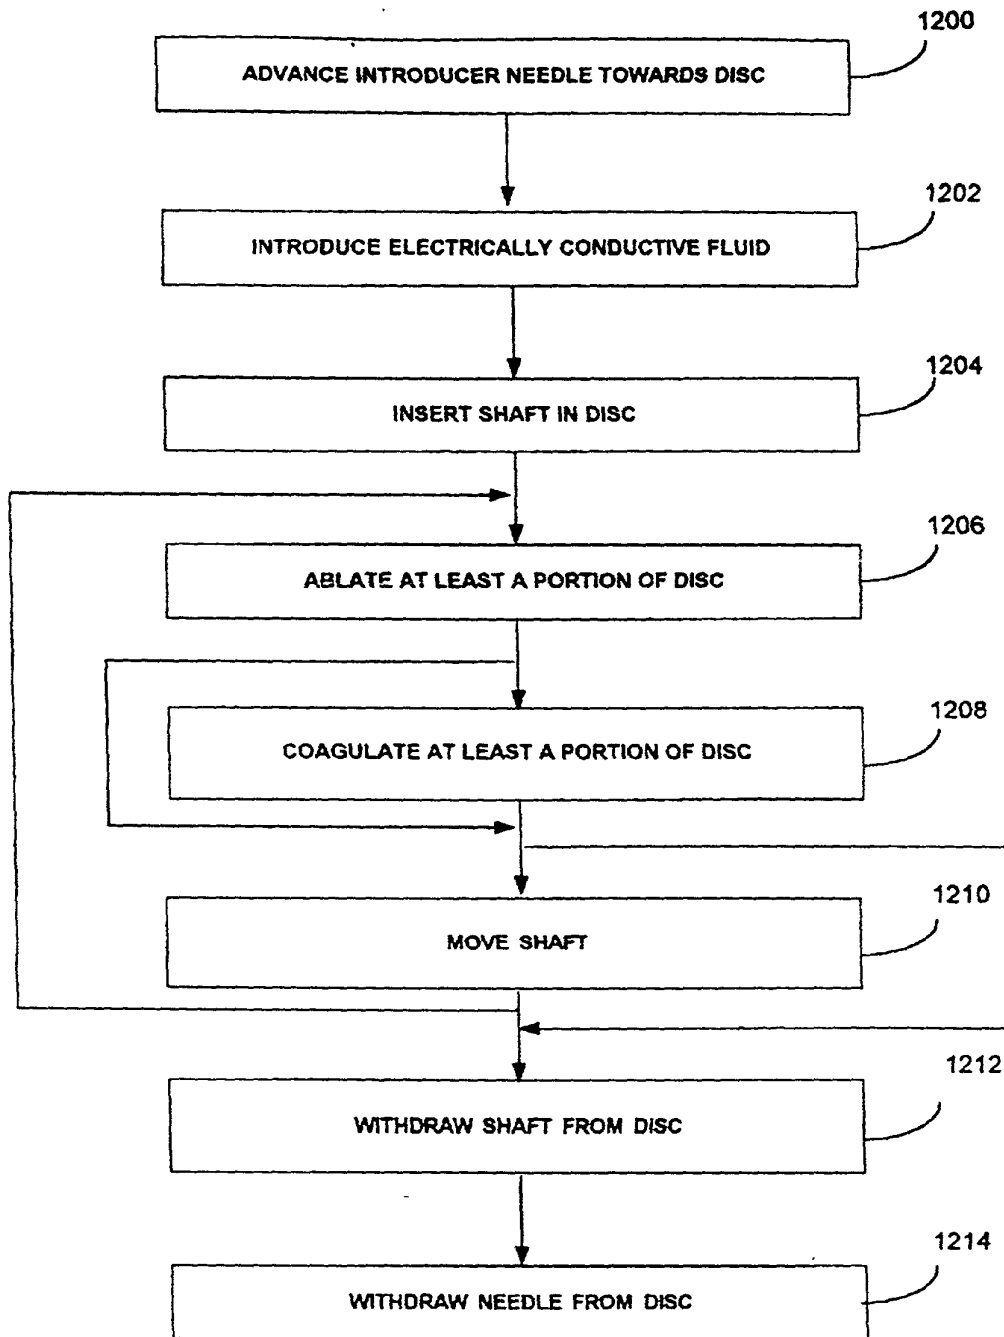 1200
ADVANCE INTRODUCER NEEDLE TOWARDS DISC
1202
INTRODUCE ELECTRICALLY CONDUCTIVE FLUID
1204
INSERT SHAFT IN DISC
1206
ABLATE AT LEAST A PORTION OF DISC
1208
COAGULATE AT LEAST A PORTION OF DISC
1210
MOVE SHAFT
1212
WITHDRAW SHAFT FROM DISC
1214
WITHDRAW NEEDLE FROM DISC